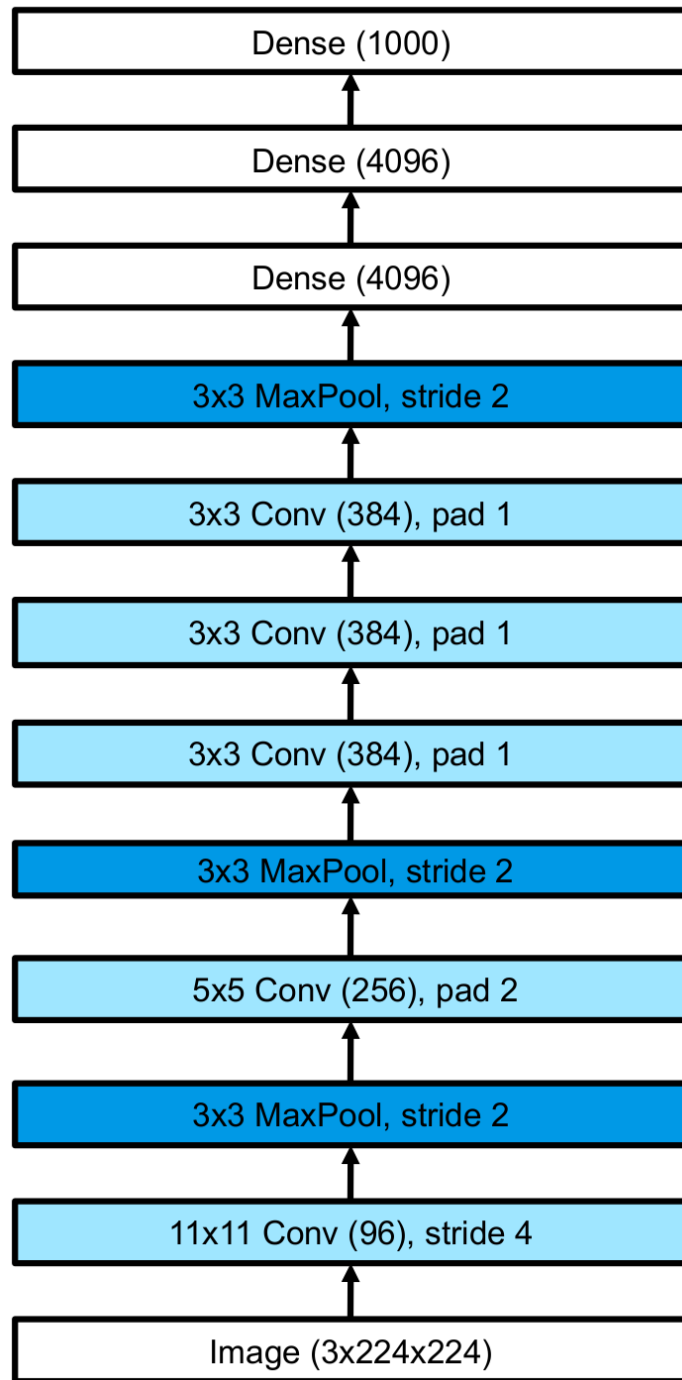 Dense (1000)
Dense (4096)
Dense (4096)
3x3 MaxPool, stride 2
3x3 Conv (384), pad 1
3x3 Conv (384), pad 1
3x3 Conv (384), pad 1
3x3 MaxPool, stride 2
5x5 Conv (256), pad 2
3x3 MaxPool, stride 2
11x11 Conv (96), stride 4
Image (3x224x224)